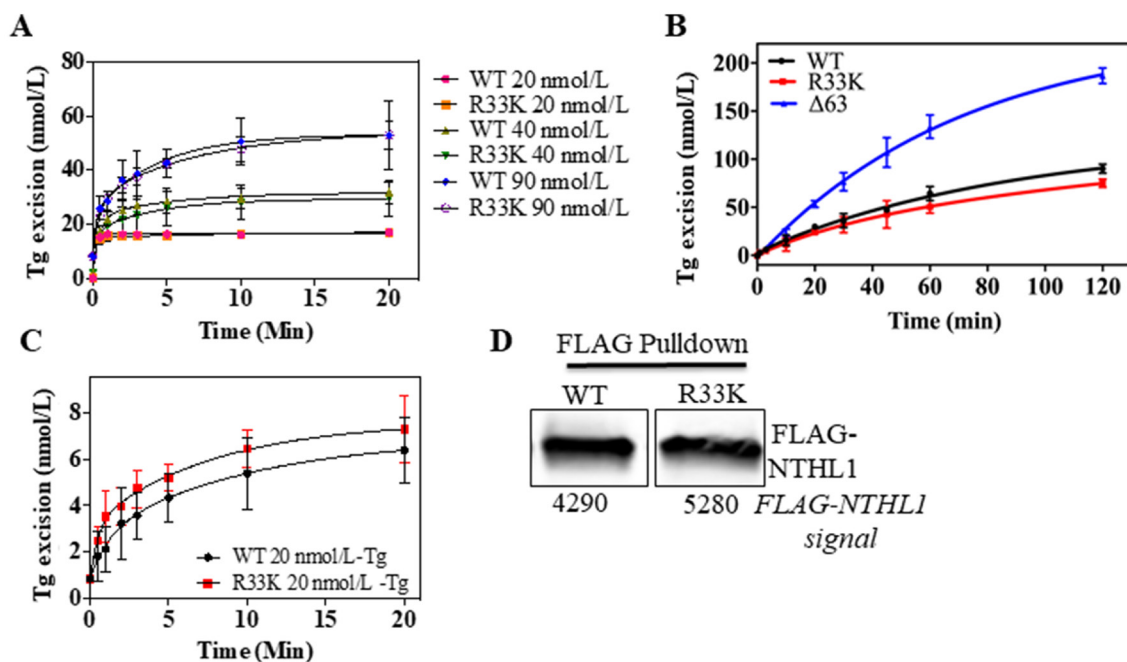 A
Tg excision (nmol/L)
80
60
40
20
0
0 5 10 15 20
Time (Min)
WT 20 nmol/L
R33K 20 nmol/L
WT 40 nmol/L
R33K 40 nmol/L
WT 90 nmol/L
R33K 90 nmol/L
B
Tg excision (nmol/L)
200
150
100
50
0
0 20 40 60 80 100 120
Time (min)
WT
R33K
Δ63
C
Tg excision (nmol/L)
8
6
4
2
0
0 5 10 15 20
Time (Min)
WT 20 nmol/L-Tg
R33K 20 nmol/L -Tg
D
FLAG Pulldown
WT R33K
FLAG-
NTHL1
4290 5280 FLAG-NTHL1
signal